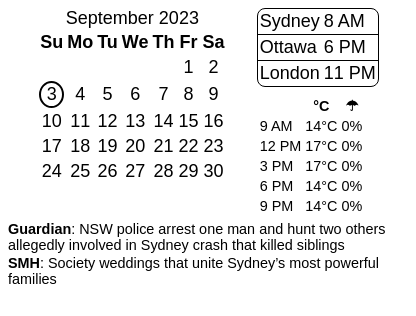 September 2023
Su Mo Tu We Th Fr Sa
1 2
3 4 5 6 7 8 9
10 11 12 13 14 15 16
17 18 19 20 21 22 23
24 25 26 27 28 29 30
Sydney 8 AM
Ottawa 6 PM
London 11 PM
°C ☂
9 AM 14°C 0%
12 PM 17°C 0%
3 PM 17°C 0%
6 PM 14°C 0%
9 PM 14°C 0%
Guardian: NSW police arrest one man and hunt two others
allegedly involved in Sydney crash that killed siblings
SMH: Society weddings that unite Sydney’s most powerful
families